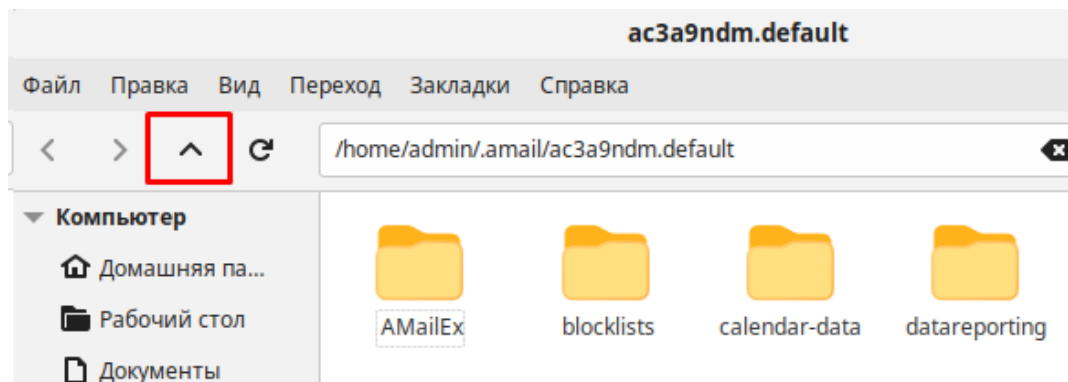 ac3a9ndm.default
Файл Правка Вид Переход Закладки Справка
/home/admin/.amail/ac3a9ndm.default
Компьютер
Домашняя па...
Рабочий стол
Документы
AMailEx blocklists calendar-data datareporting